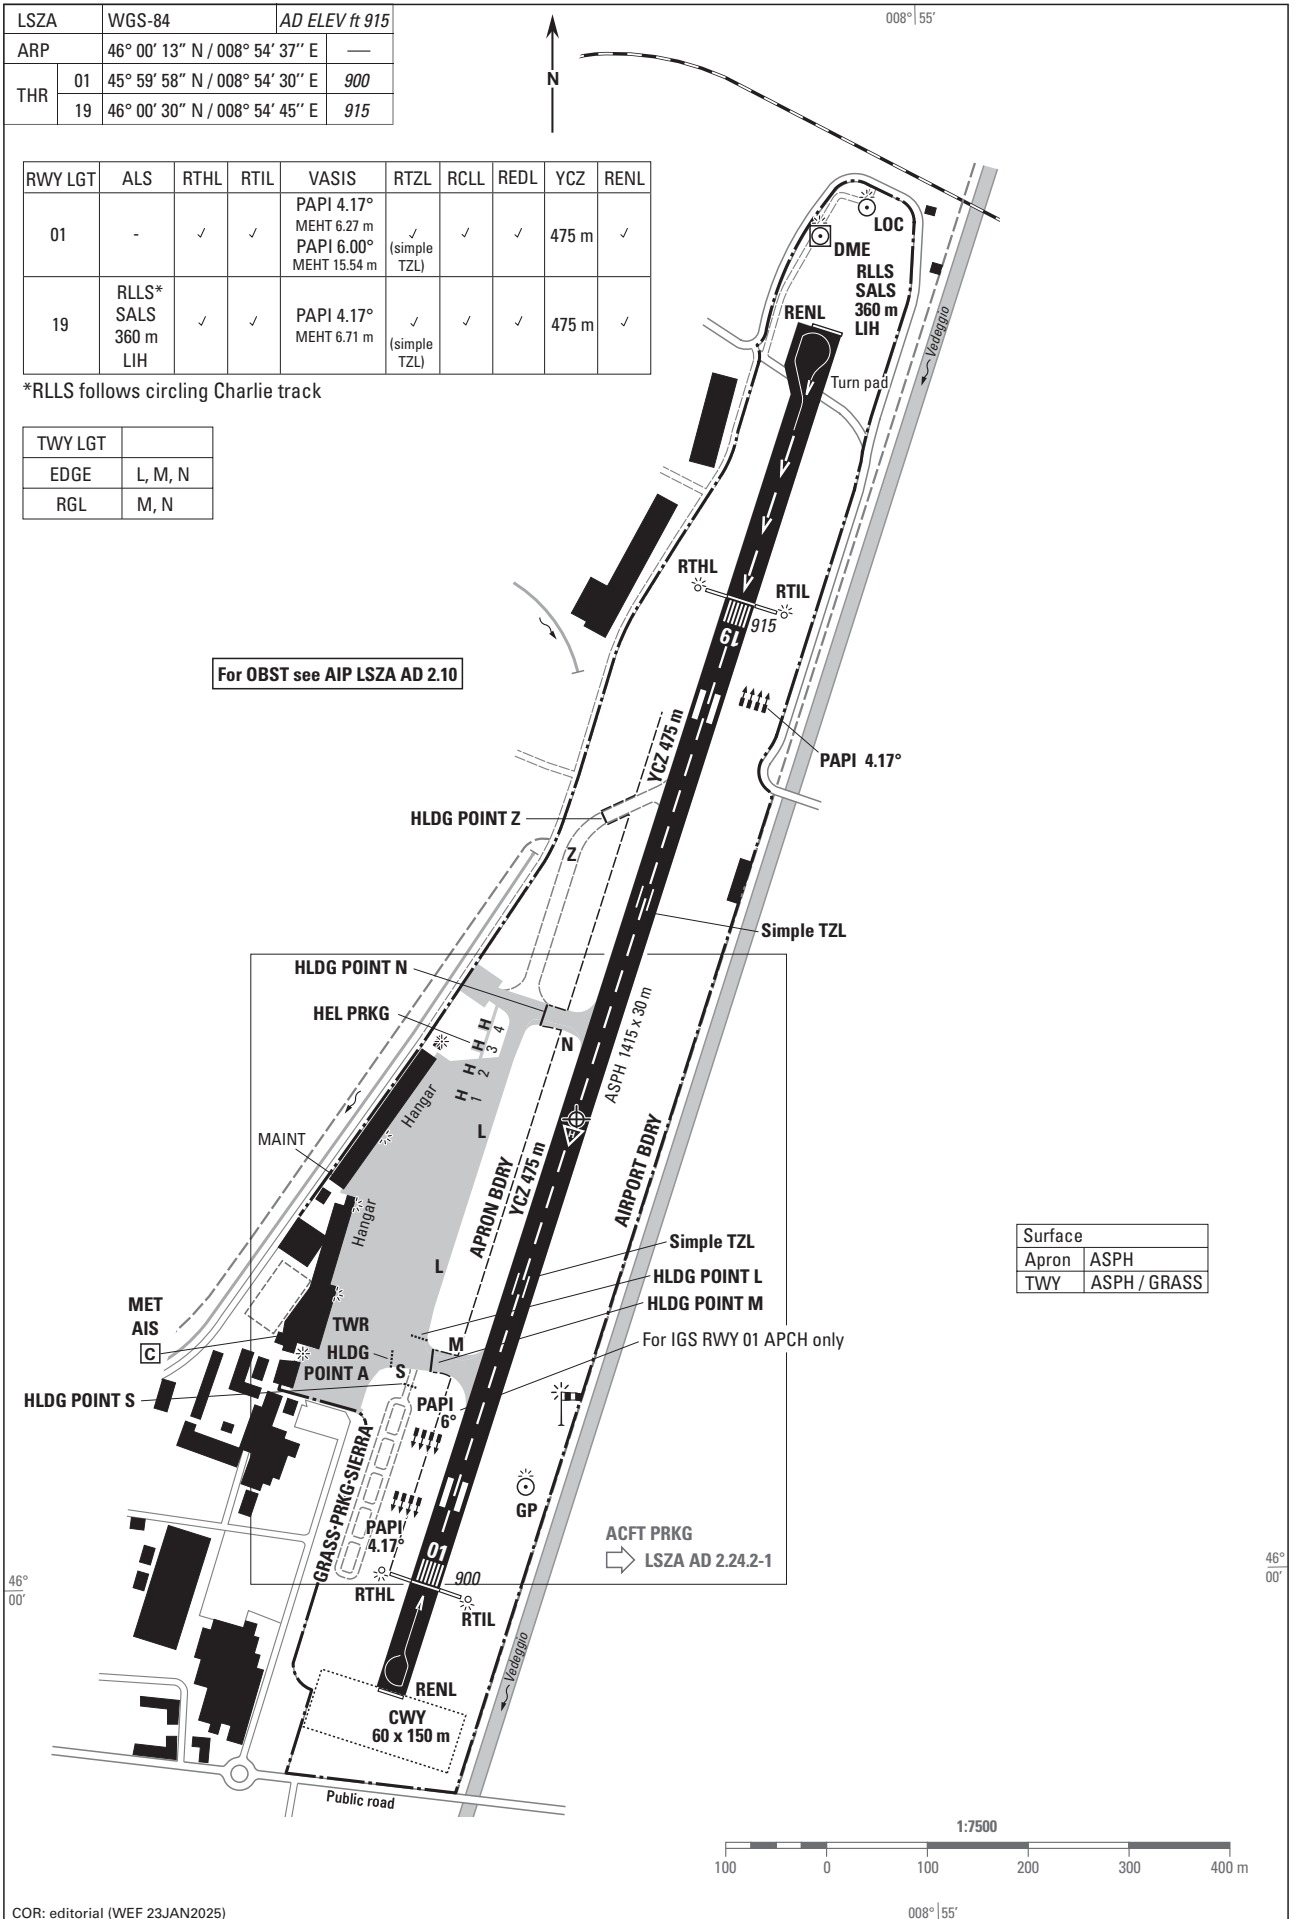 LSZA WGS-84 AD ELEV ft 915
ARP 46° 00′ 13″ N / 008° 54′ 37″ E —
THR 01 45° 59′ 58″ N / 008° 54′ 30″ E 900
19 46° 00′ 30″ N / 008° 54′ 45″ E 915
008° 55′
N
RWY LGT ALS RTHL RTIL VASIS RTZL RCLL REDL YCZ RENL
01 - ✓ ✓ PAPI 4.17° MEHT 6.27 m PAPI 6.00° MEHT 15.54 m ✓ (simple TZL) ✓ ✓ 475 m ✓
19 RLLS* SALS 360 m LIH ✓ ✓ PAPI 4.17° MEHT 6.71 m ✓ (simple TZL) ✓ ✓ 475 m ✓
*RLLS follows circling Charlie track
TWY LGT
EDGE L, M, N
RGL M, N
LOC
DME
RLLS
SALS
360 m
LIH
RENL
Vedeggio
Turn pad
RTHL
RTIL
915
19
For OBST see AIP LSZA AD 2.10
YCZ 475 m
PAPI 4.17°
HLDG POINT Z
Z
Simple TZL
HLDG POINT N
HEL PRKG
H 4
H 3
H 2
H 1
N
ASPH 1415 x 30 m
Hangar
MAINT
L
H
APRON BDRY
YCZ 475 m
AIRPORT BDRY
Hangar
L
Simple TZL
HLDG POINT L
HLDG POINT M
For IGS RWY 01 APCH only
Surface
Apron ASPH
TWY ASPH / GRASS
MET
AIS
C
TWR
M
HLDG
POINT A
S
HLDG POINT S
PAPI
6°
GRASS-PRKG-SIERRA
GP
PAPI
4.17°
01
ACFT PRKG
LSZA AD 2.24.2-1
900
RTHL
RTIL
46°
00′
46°
00′
Vedeggio
RENL
CWY
60 x 150 m
Public road
1:7500
100 0 100 200 300 400 m
COR: editorial (WEF 23JAN2025)
008° 55′